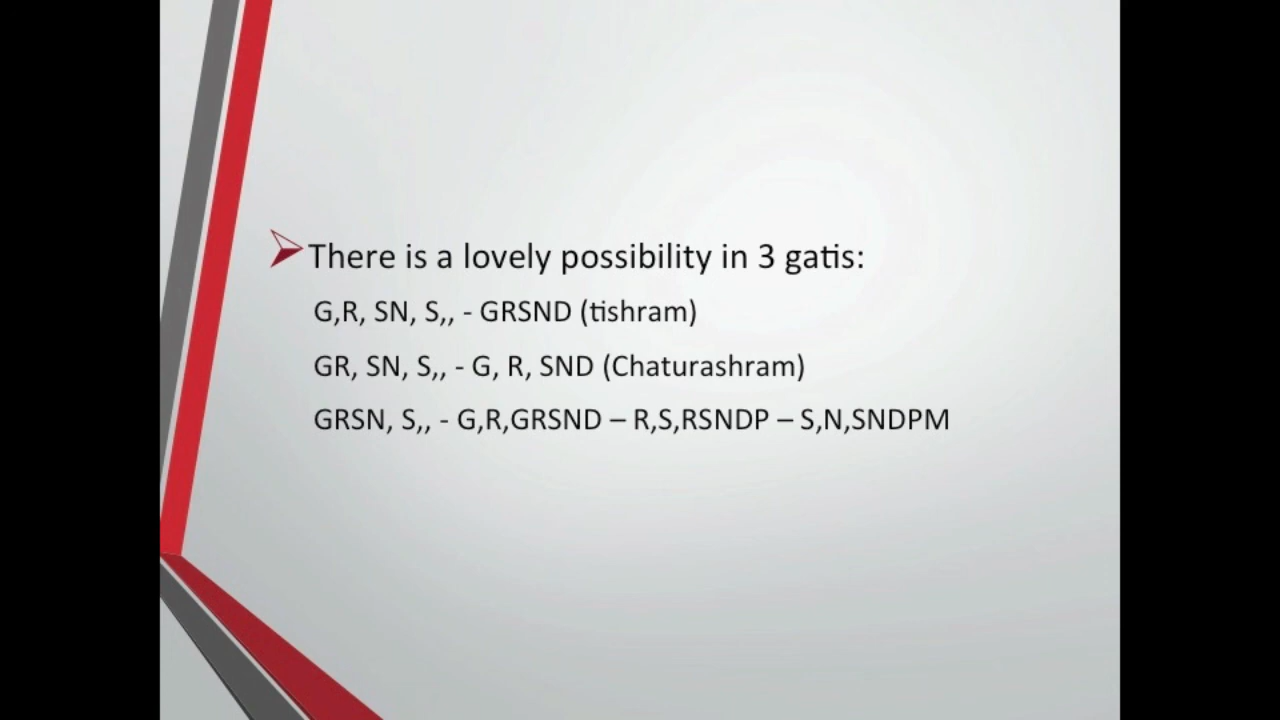 There is a lovely possibility in 3 gatis:
G,R, SN, S,, - GRSND (tishram)
GR, SN, S,, - G, R, SND (Chaturashram)
GRSN, S,, - G,R,GRSND – R,S,RSNDP – S,N,SNDPM